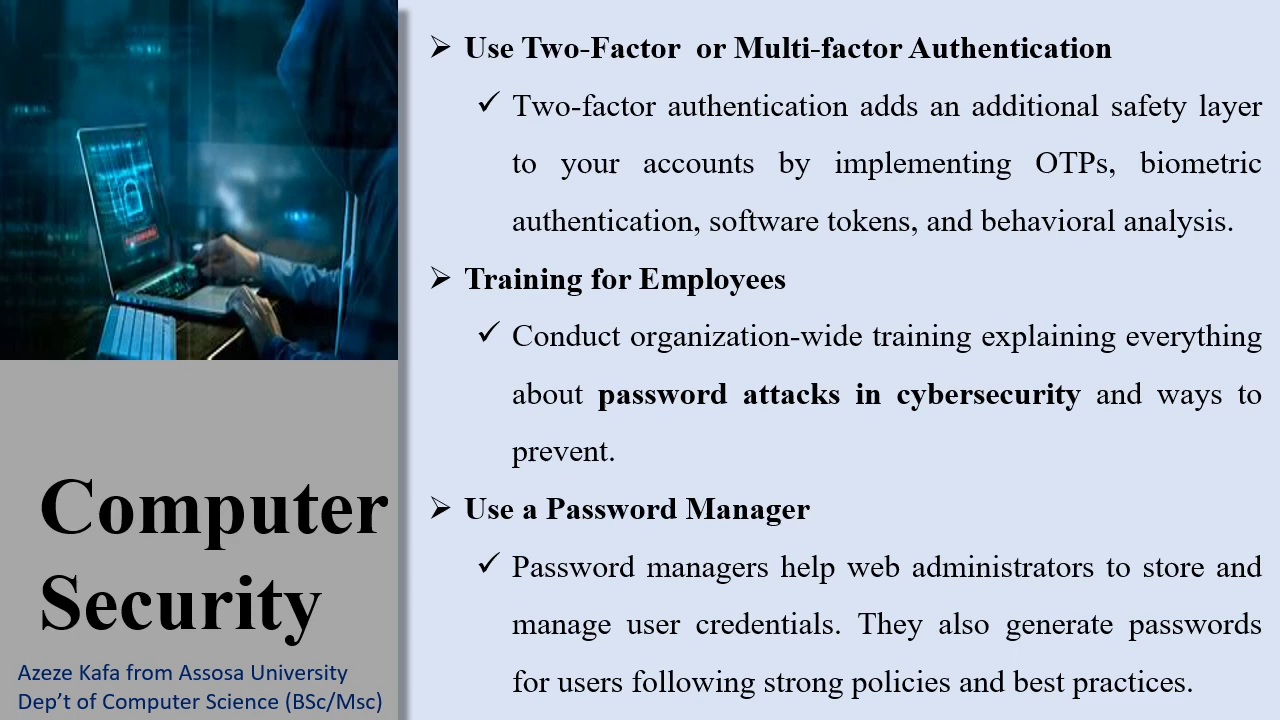 ➢ Use Two-Factor or Multi-factor Authentication
✓ Two-factor authentication adds an additional safety layer
to your accounts by implementing OTPs, biometric
authentication, software tokens, and behavioral analysis.
➢ Training for Employees
✓ Conduct organization-wide training explaining everything
about password attacks in cybersecurity and ways to
prevent.
➢ Use a Password Manager
✓ Password managers help web administrators to store and
manage user credentials. They also generate passwords
for users following strong policies and best practices.
Computer
Security
Azeze Kafa from Assosa University
Dep’t of Computer Science (BSc/Msc)